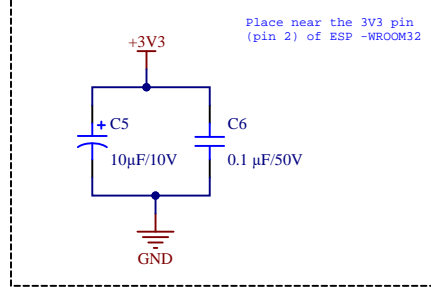 Place near the 3V3 pin
(pin 2) of ESP -WROOM32
+3V3
+ C5
10µF/10V
C6
0.1 µF/50V
GND